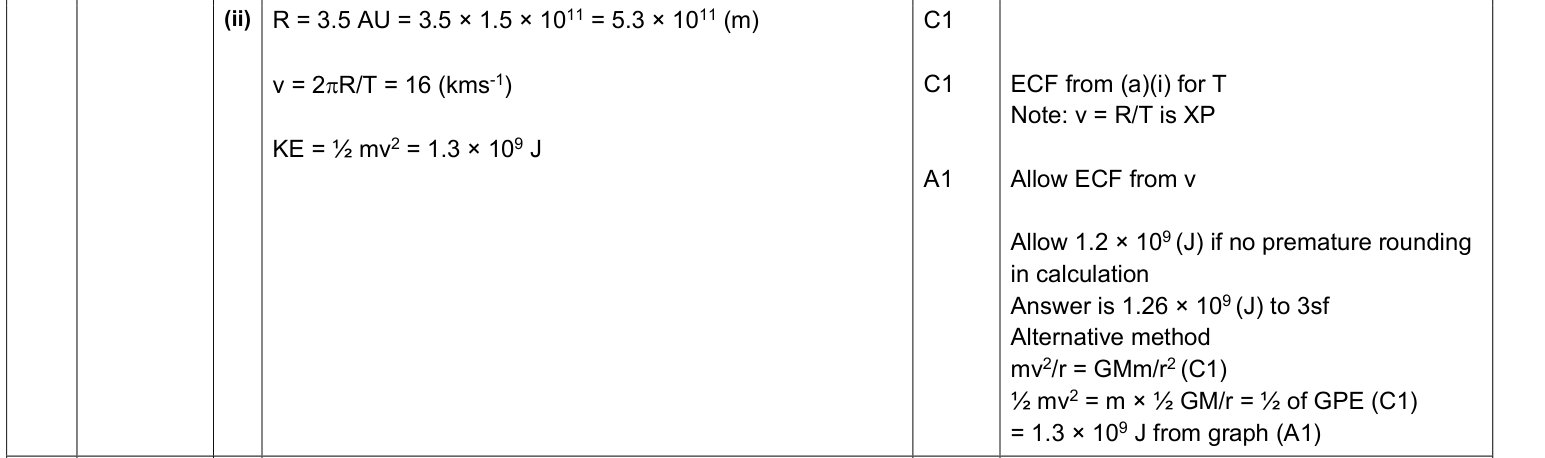 (ii) R = 3.5 AU = 3.5 × 1.5 × 10¹¹ = 5.3 × 10¹¹ (m) C1
v = 2πR/T = 16 (kms⁻¹) C1 ECF from (a)(i) for T
Note: v = R/T is XP
KE = ½ mv² = 1.3 × 10⁹ J
A1 Allow ECF from v
Allow 1.2 × 10⁹ (J) if no premature rounding
in calculation
Answer is 1.26 × 10⁹ (J) to 3sf
Alternative method
mv²/r = GMm/r² (C1)
½ mv² = m × ½ GM/r = ½ of GPE (C1)
= 1.3 × 10⁹ J from graph (A1)